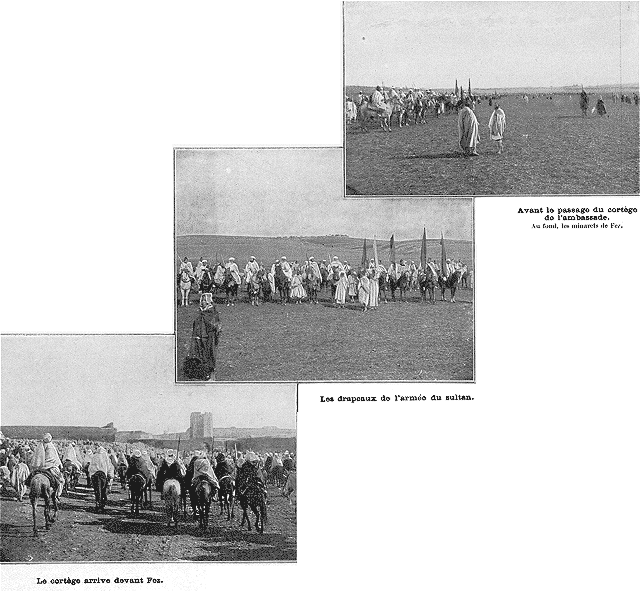 Avant le passage du cortège
de l'ambassade.
Au fond, les minarets de Fez.
Les drapeaux de l'armée du sultan.
Le cortège arrive devant Fez.